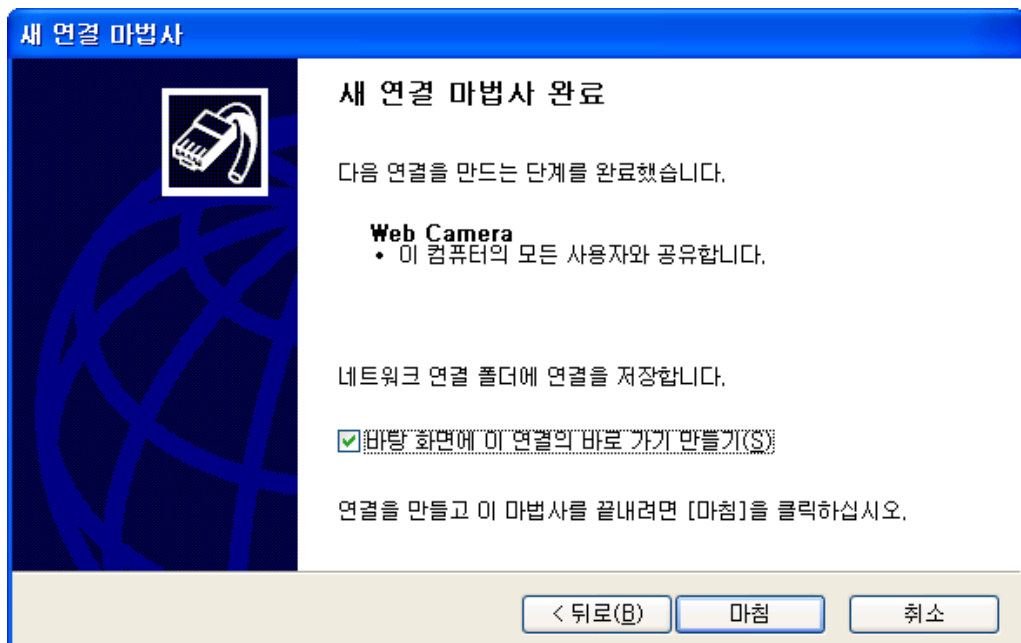 새 연결 마법사
새 연결 마법사 완료
다음 연결을 만드는 단계를 완료했습니다.
Web Camera
• 이 컴퓨터의 모든 사용자와 공유합니다.
네트워크 연결 폴더에 연결을 저장합니다.
바탕 화면에 이 연결의 바로 가기 만들기(S)
연결을 만들고 이 마법사를 끝내려면 [마침]을 클릭하십시오.
< 뒤로(B) 마침 취소